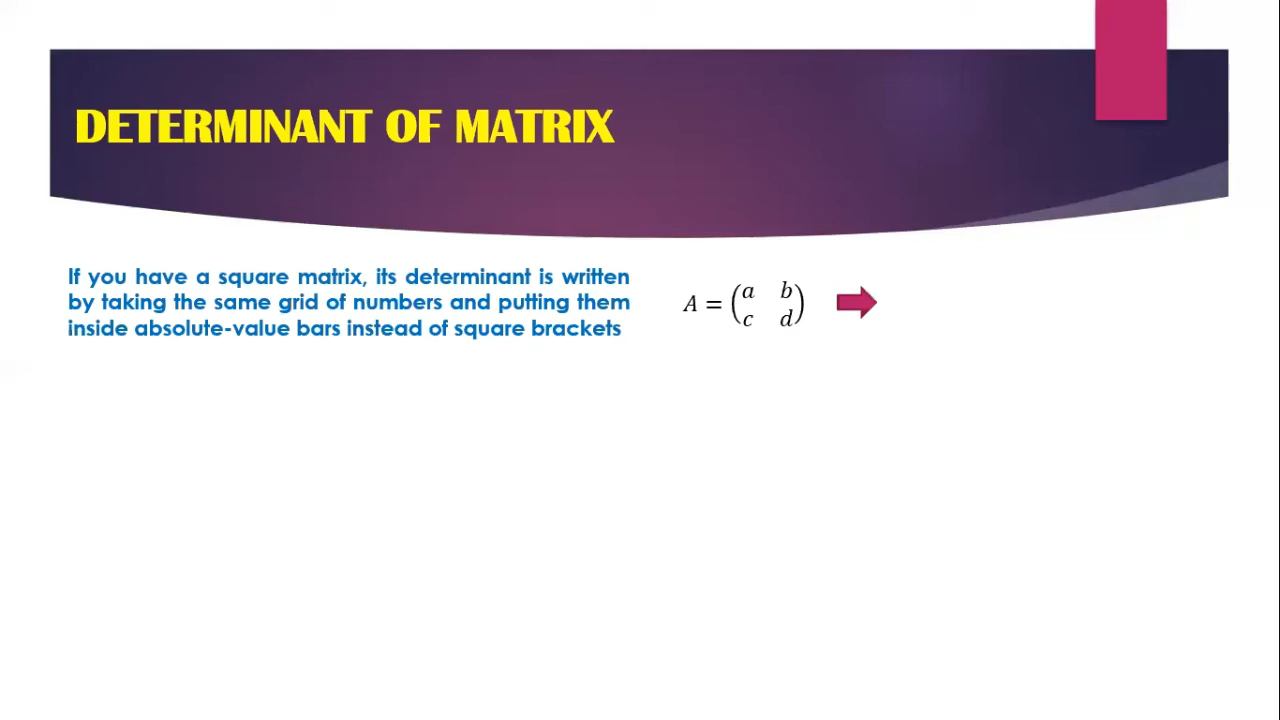 DETERMINANT OF MATRIX
If you have a square matrix, its determinant is written
by taking the same grid of numbers and putting them
inside absolute-value bars instead of square brackets
A = (a b
c d)